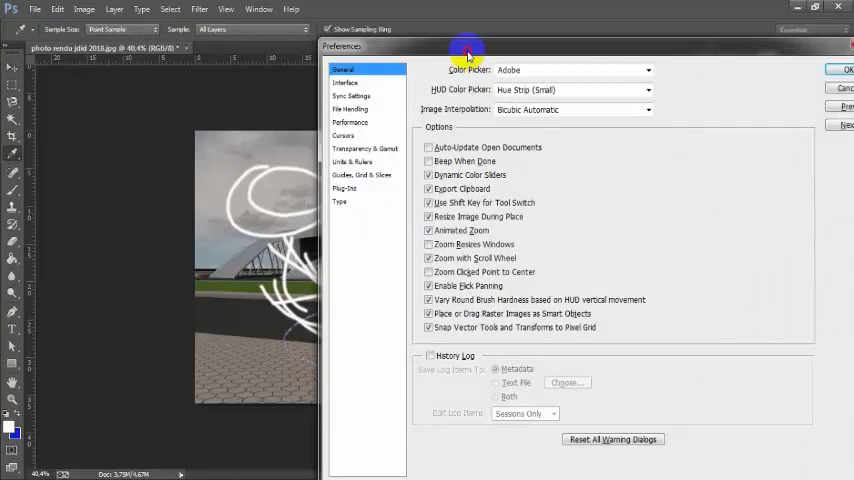 Ps File Edit Image Layer Type Select Filter View Window Help
Sample Size: Point Sample Sample: All Layers Show Sampling Ring Essentials
photo rendu jdid 2018.jpg @ 40,4% (RGB/8) * ×
Preferences
General
Interface
Sync Settings
File Handling
Performance
Cursors
Transparency & Gamut
Units & Rulers
Guides, Grid & Slices
Plug-Ins
Type
Color Picker: Adobe
HUD Color Picker: Hue Strip (Small)
Image Interpolation: Bicubic Automatic
OK
Cance
Prev
Next
Options
Auto-Update Open Documents
Beep When Done
Dynamic Color Sliders
Export Clipboard
Use Shift Key for Tool Switch
Resize Image During Place
Animated Zoom
Zoom Resizes Windows
Zoom with Scroll Wheel
Zoom Clicked Point to Center
Enable Flick Panning
Vary Round Brush Hardness based on HUD vertical movement
Place or Drag Raster Images as Smart Objects
Snap Vector Tools and Transforms to Pixel Grid
History Log
Save Log Items To: Metadata
Text File Choose...
Both
Edit Log Items: Sessions Only
Reset All Warning Dialogs
40,4% Doc: 3,75M/4,67M